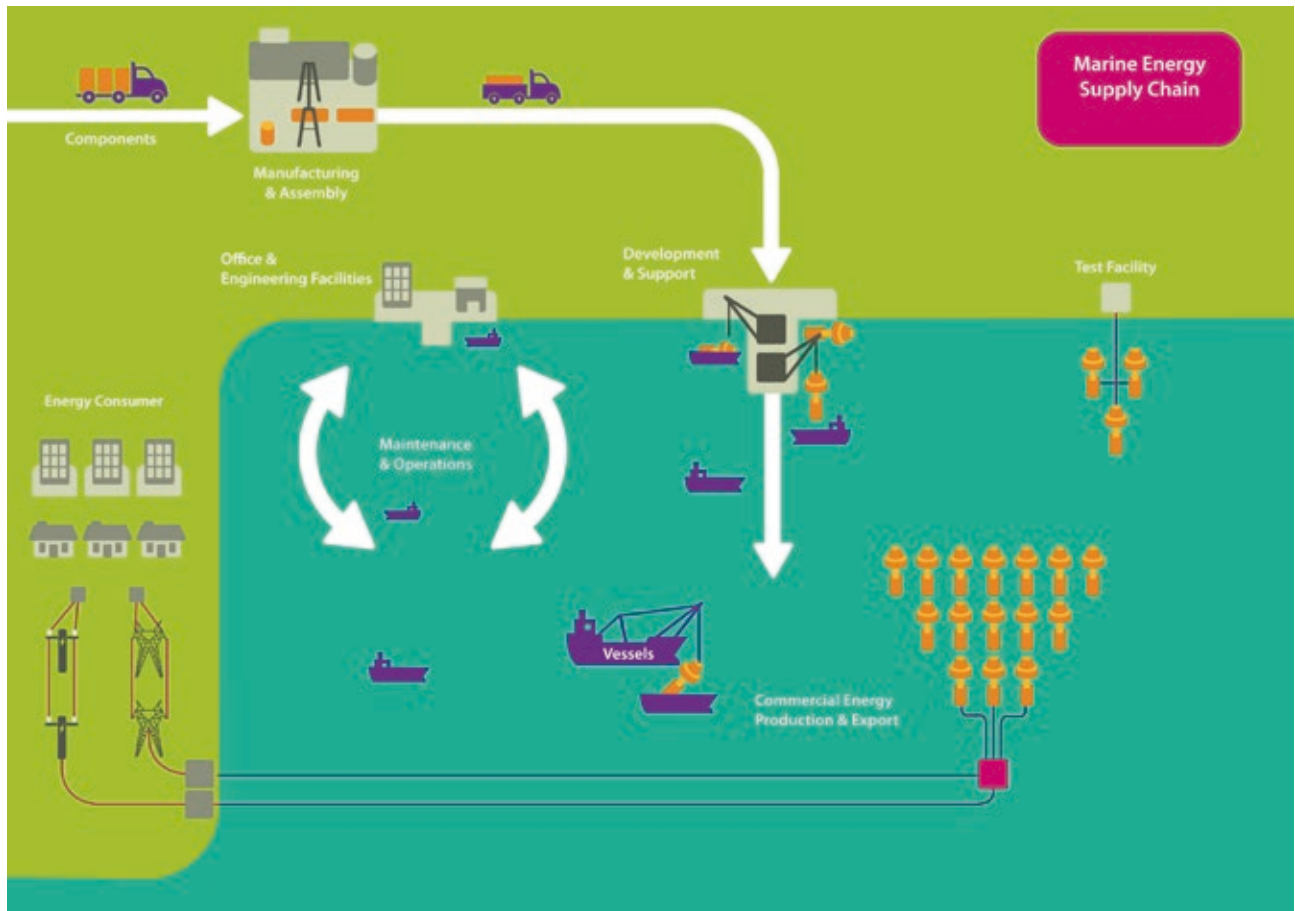 Marine Energy
Supply Chain
Components
Manufacturing
& Assembly
Office &
Engineering Facilities
Development
& Support
Test Facility
Energy Consumer
Maintenance
& Operations
Vessels
Commercial Energy
Production & Export